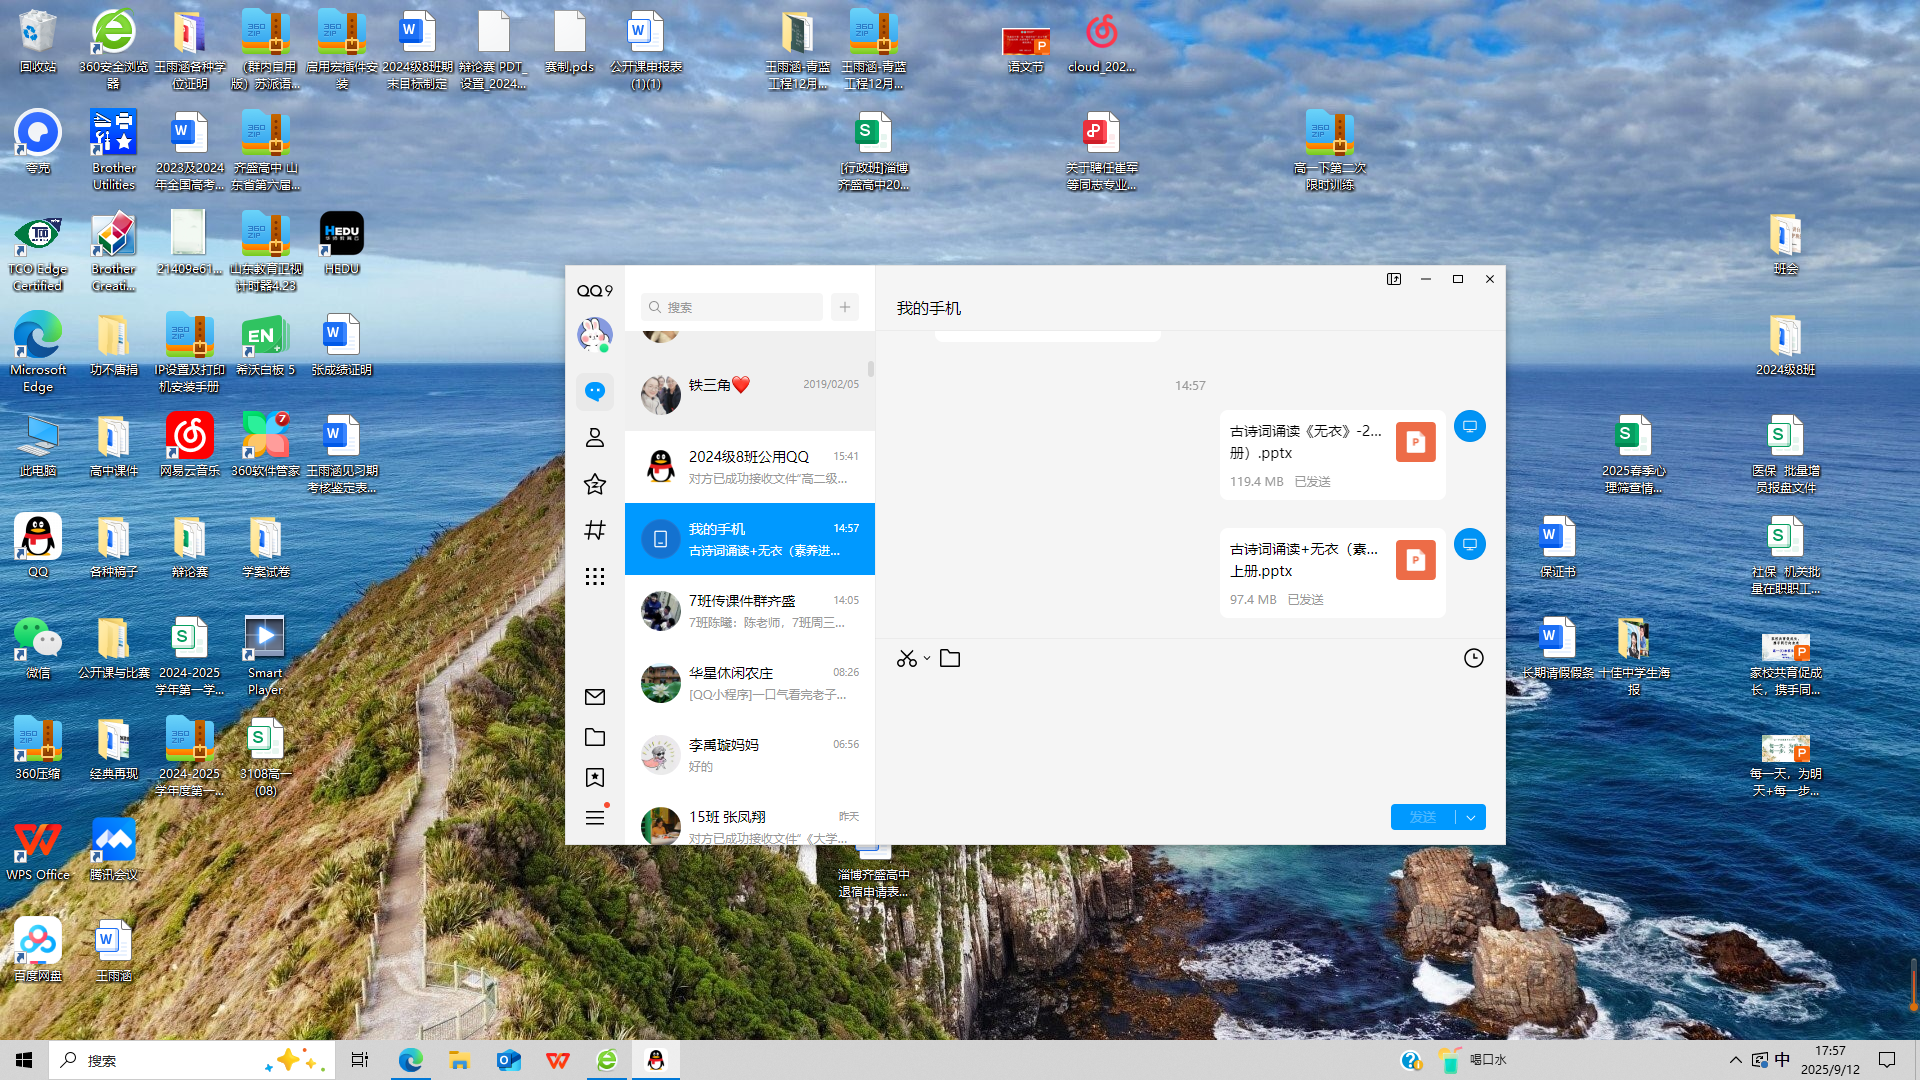 回收站
360安全浏览
器
王雨涵各种学
位证明
（群内自用
版）苏派语...
启用宏插件安
装
2024级8班期
末目标制定
辩论赛 PDT_
设置_2024...
赛制.pds
公开课申报表
(1)(1)
王雨涵-青蓝
工程12月...
王雨涵-青蓝
工程12月...
语文节
cloud_202...
夸克
Brother
Utilities
2023及2024
年全国高考...
齐盛高中 山
东省第六届...
[行政班]淄博
齐盛高中20...
关于聘任崔军
等同志专业...
高一下第二次
限时训练
TCO Edge
Certified
Brother
Creati...
21409e61...
山东教育卫视
计时器4.23
HEDU
班会
Microsoft
Edge
功不唐捐
IP设置及打印
机安装手册
希沃白板 5
张成绩证明
2024级8班
此电脑
高中课件
网易云音乐
360软件管家
王雨涵见习期
考核鉴定表...
2025春季心
理筛查情...
医保_批量增
员报盘文件
QQ
各种稿子
辩论赛
学案试卷
保证书
社保_机关批
量在职职工...
微信
公开课与比赛
2024-2025
学年第一学...
Smart
Player
长期请假假条
十佳中学生海
报
家校共育促成
长，携手同...
360压缩
经典再现
2024-2025
学年度第一...
3108高一
(08)
每一天，为明
天+每一步...
WPS Office
腾讯会议
淄博齐盛高中
退宿申请表...
百度网盘
王雨涵
QQ9
搜索
铁三角❤️
2019/02/05
2024级8班公用QQ
15:41
对方已成功接收文件“高二级...
我的手机
14:57
古诗词诵读+无衣（素养进...
7班传课件群齐盛
14:05
7班陈曦：陈老师，7班周三...
华星休闲农庄
08:26
[QQ小程序]一口气看完老子...
李禹璇妈妈
06:56
好的
15班 张凤翔
昨天
对方已成功接收文件“《大学...
我的手机
14:57
古诗词诵读《无衣》-2...
册）.pptx
119.4 MB 已发送
古诗词诵读+无衣（素...
上册.pptx
97.4 MB 已发送
发送
搜索
喝口水
中
17:57
2025/9/12